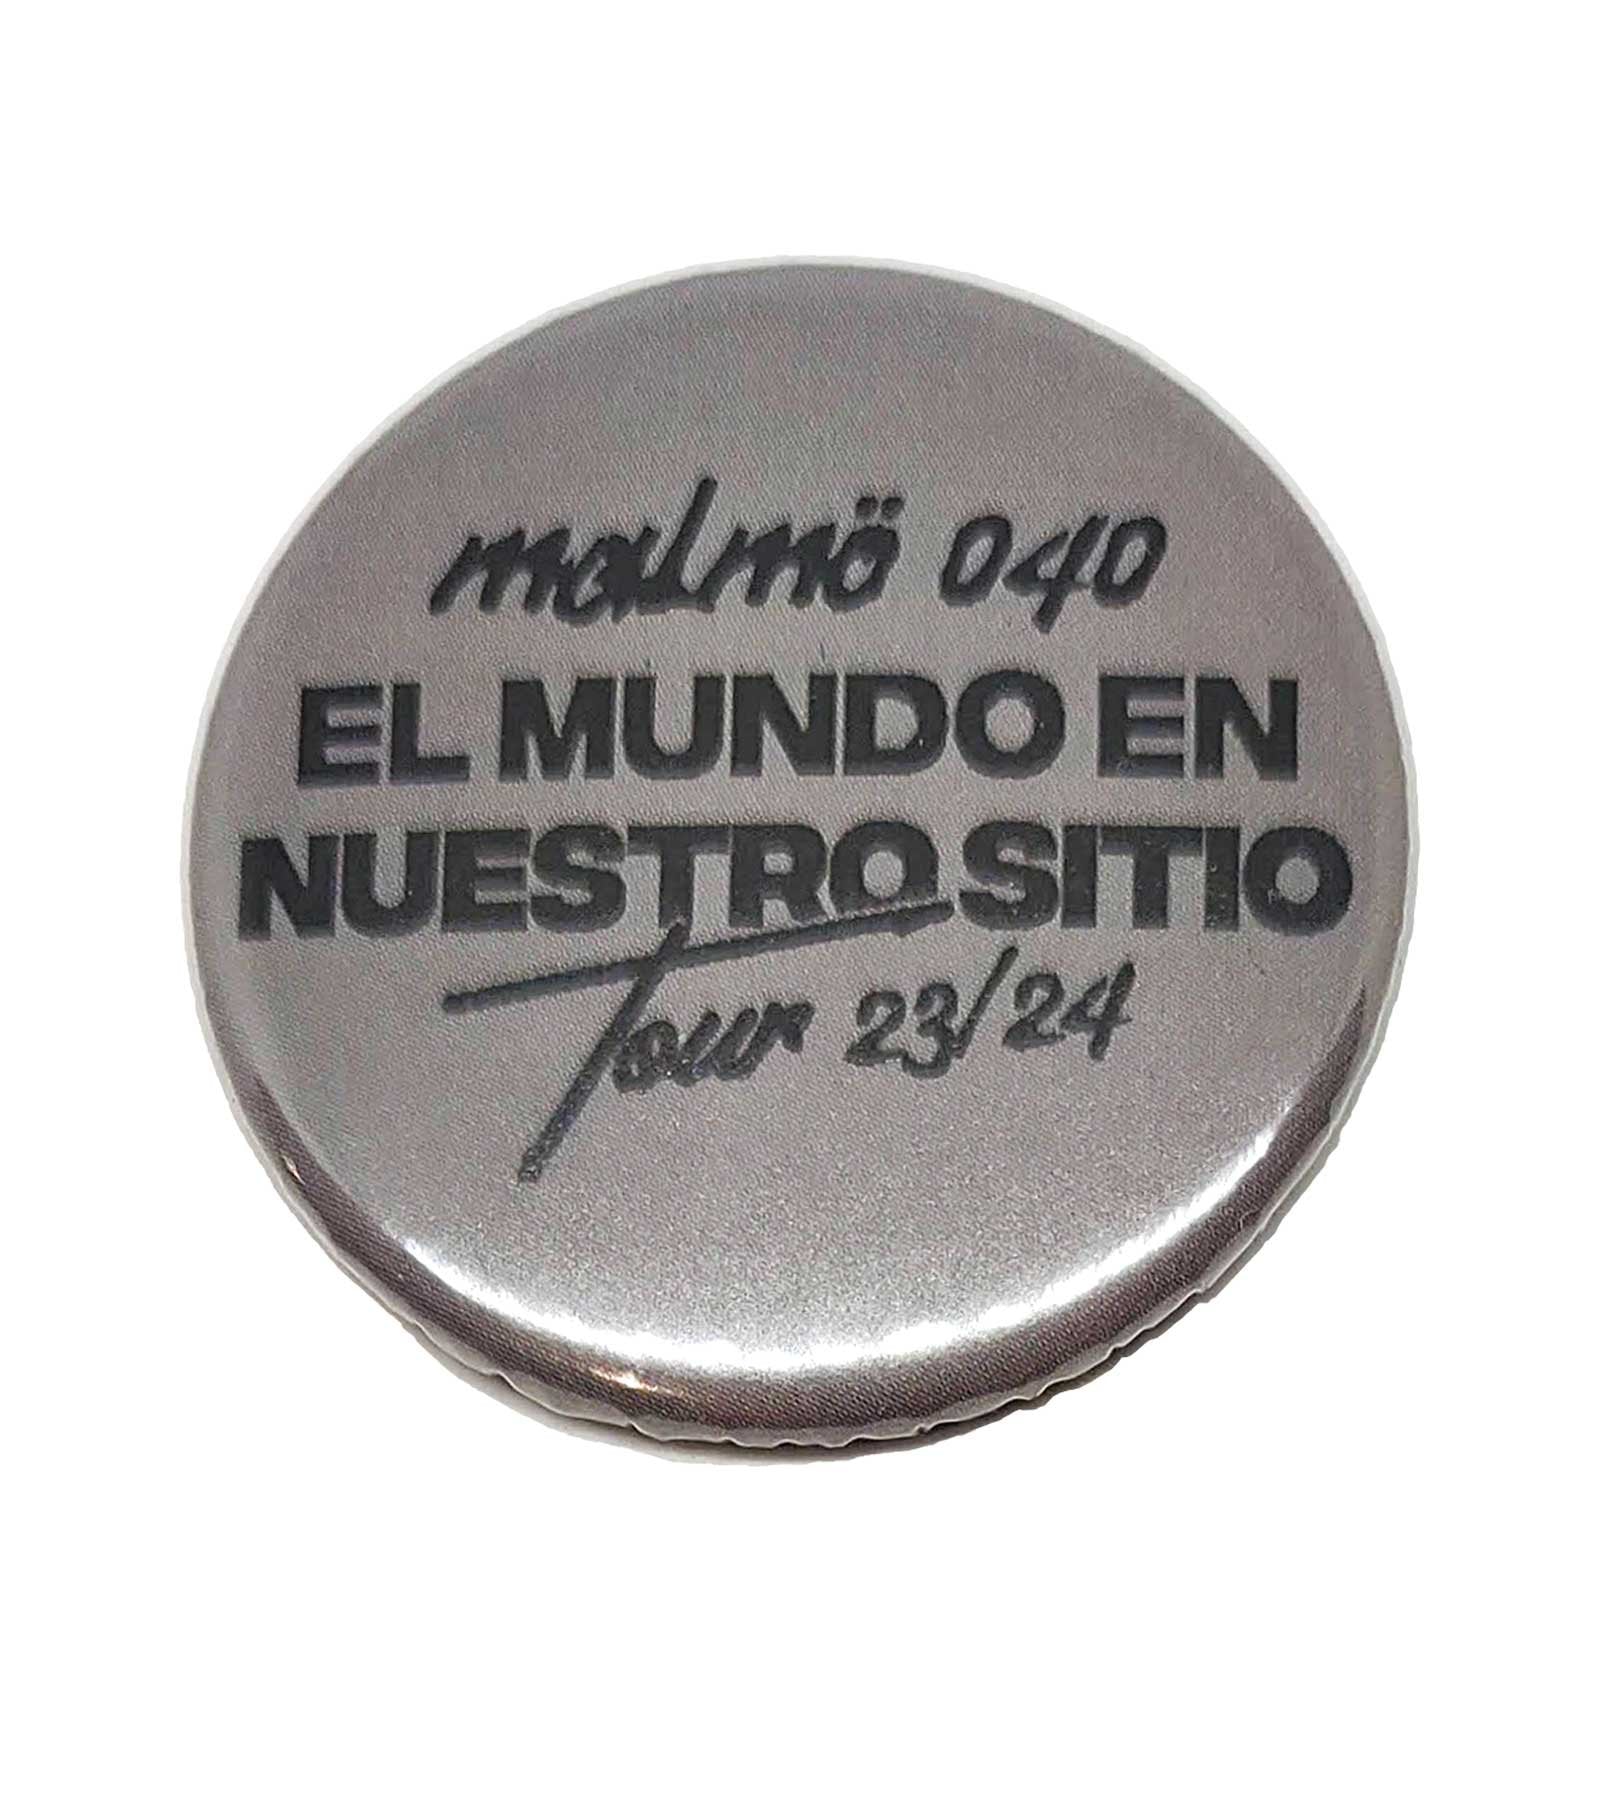 malmö 040
EL MUNDO EN
NUESTRO SITIO
Tour 23/24